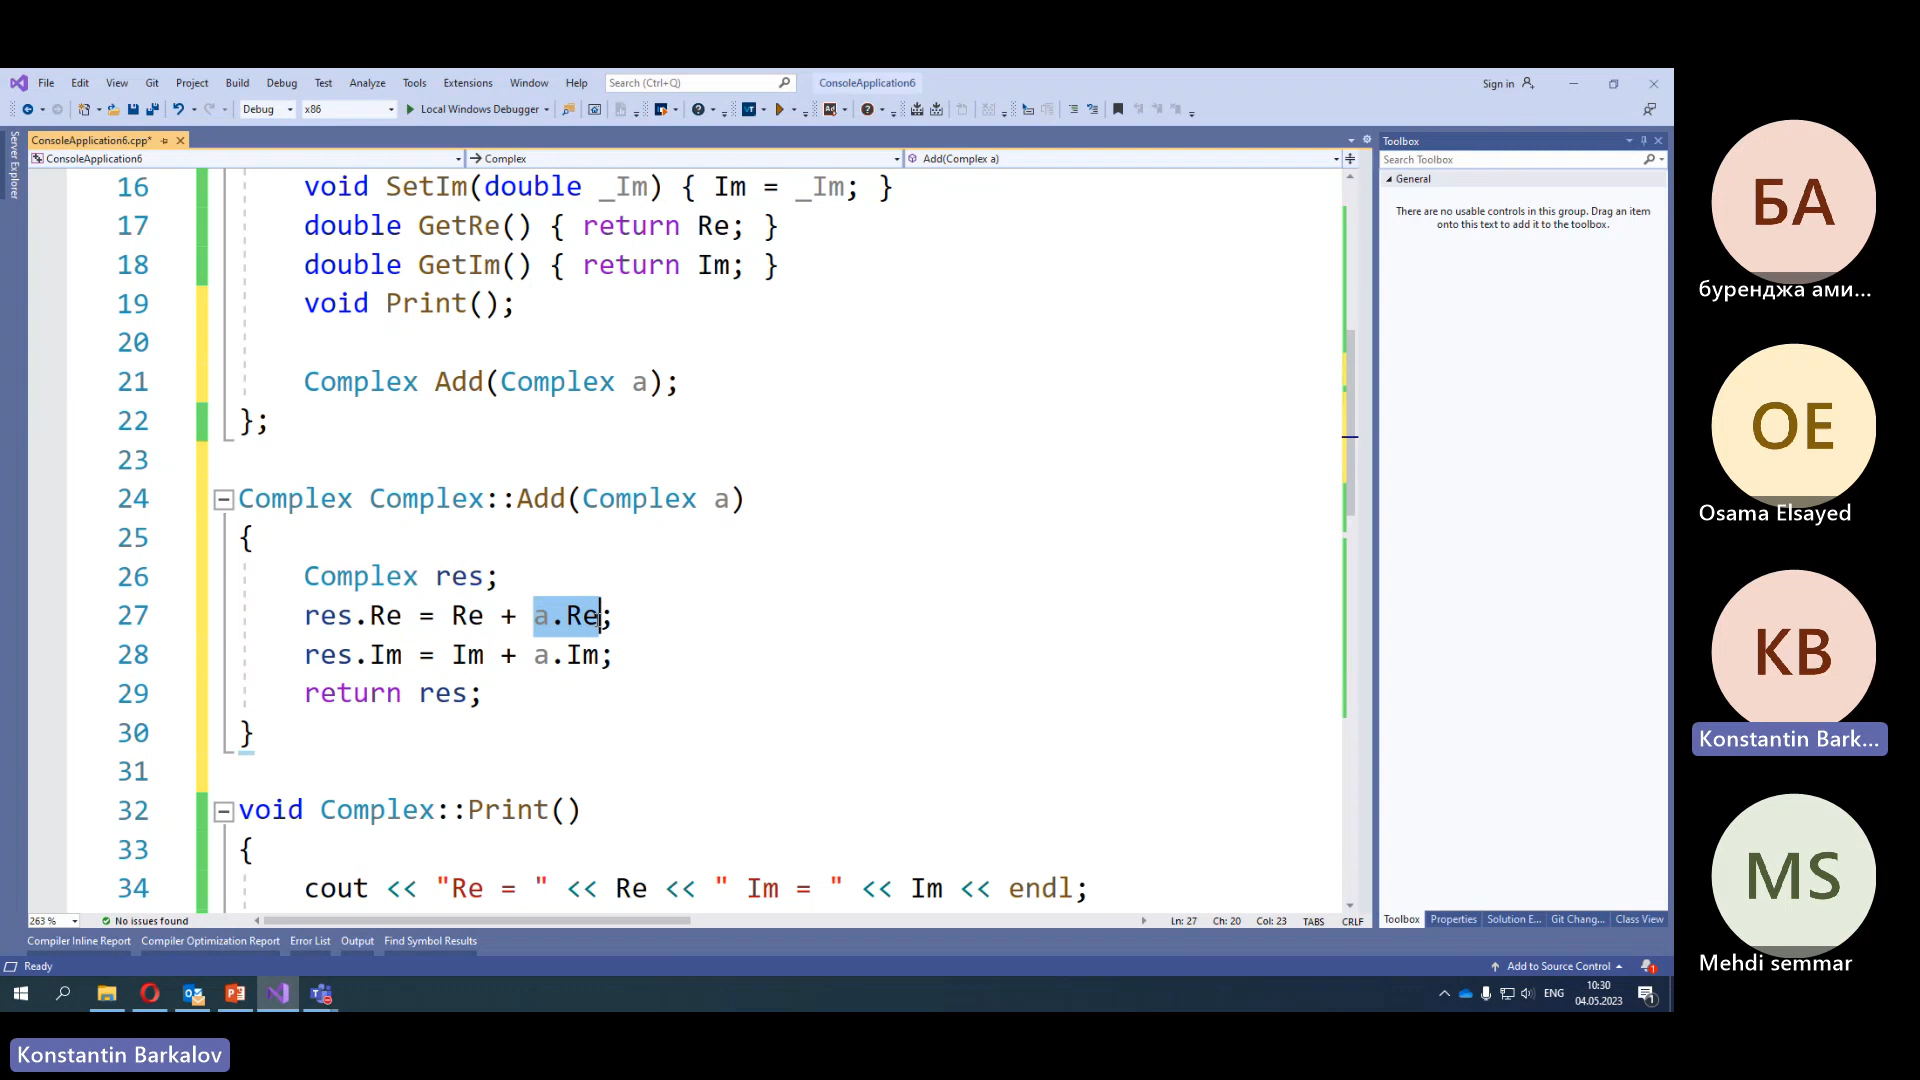 File Edit View Git Project Build Debug Test Analyze Tools Extensions Window Help Search (Ctrl+Q) ConsoleApplication6 Sign in
Debug x86 Local Windows Debugger
Server Explorer
ConsoleApplication6.cpp*
ConsoleApplication6 Complex Add(Complex a)
16 void SetIm(double _Im) { Im = _Im; }
17 double GetRe() { return Re; }
18 double GetIm() { return Im; }
19 void Print();
20
21 Complex Add(Complex a);
22 };
23
24 Complex Complex::Add(Complex a)
25 {
26 Complex res;
27 res.Re = Re + a.Re;
28 res.Im = Im + a.Im;
29 return res;
30 }
31
32 void Complex::Print()
33 {
34 cout << "Re = " << Re << " Im = " << Im << endl;
263 % No issues found Ln: 27 Ch: 20 Col: 23 TABS CRLF
Toolbox
Search Toolbox
General
There are no usable controls in this group. Drag an item
onto this text to add it to the toolbox.
Toolbox Properties Solution E... Git Chang... Class View
Compiler Inline Report Compiler Optimization Report Error List Output Find Symbol Results
Ready Add to Source Control
ENG 10:30
04.05.2023
БА
буренджа ами...
OE
Osama Elsayed
KB
Konstantin Bark...
MS
Mehdi semmar
Konstantin Barkalov